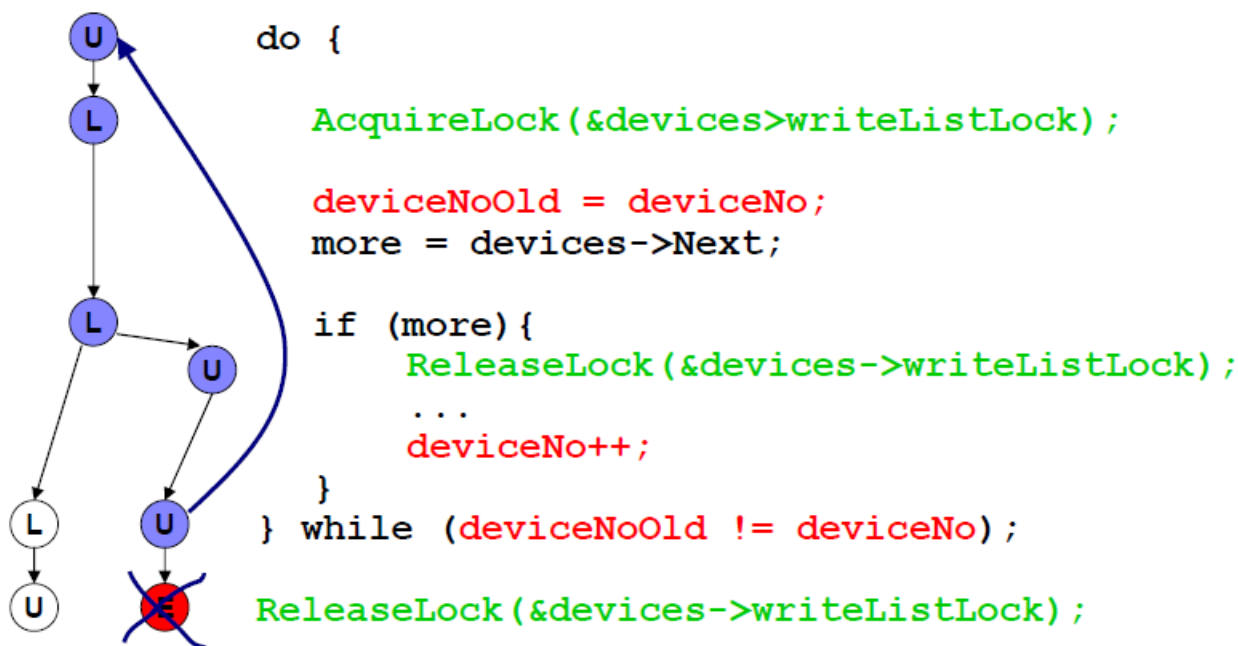 U do {
L AcquireLock(&devices>writeListLock);
deviceNoOld = deviceNo;
more = devices->Next;
L if (more){
U ReleaseLock(&devices->writeListLock);
...
deviceNo++;
}
L U } while (deviceNoOld != deviceNo);
U E ReleaseLock(&devices->writeListLock);